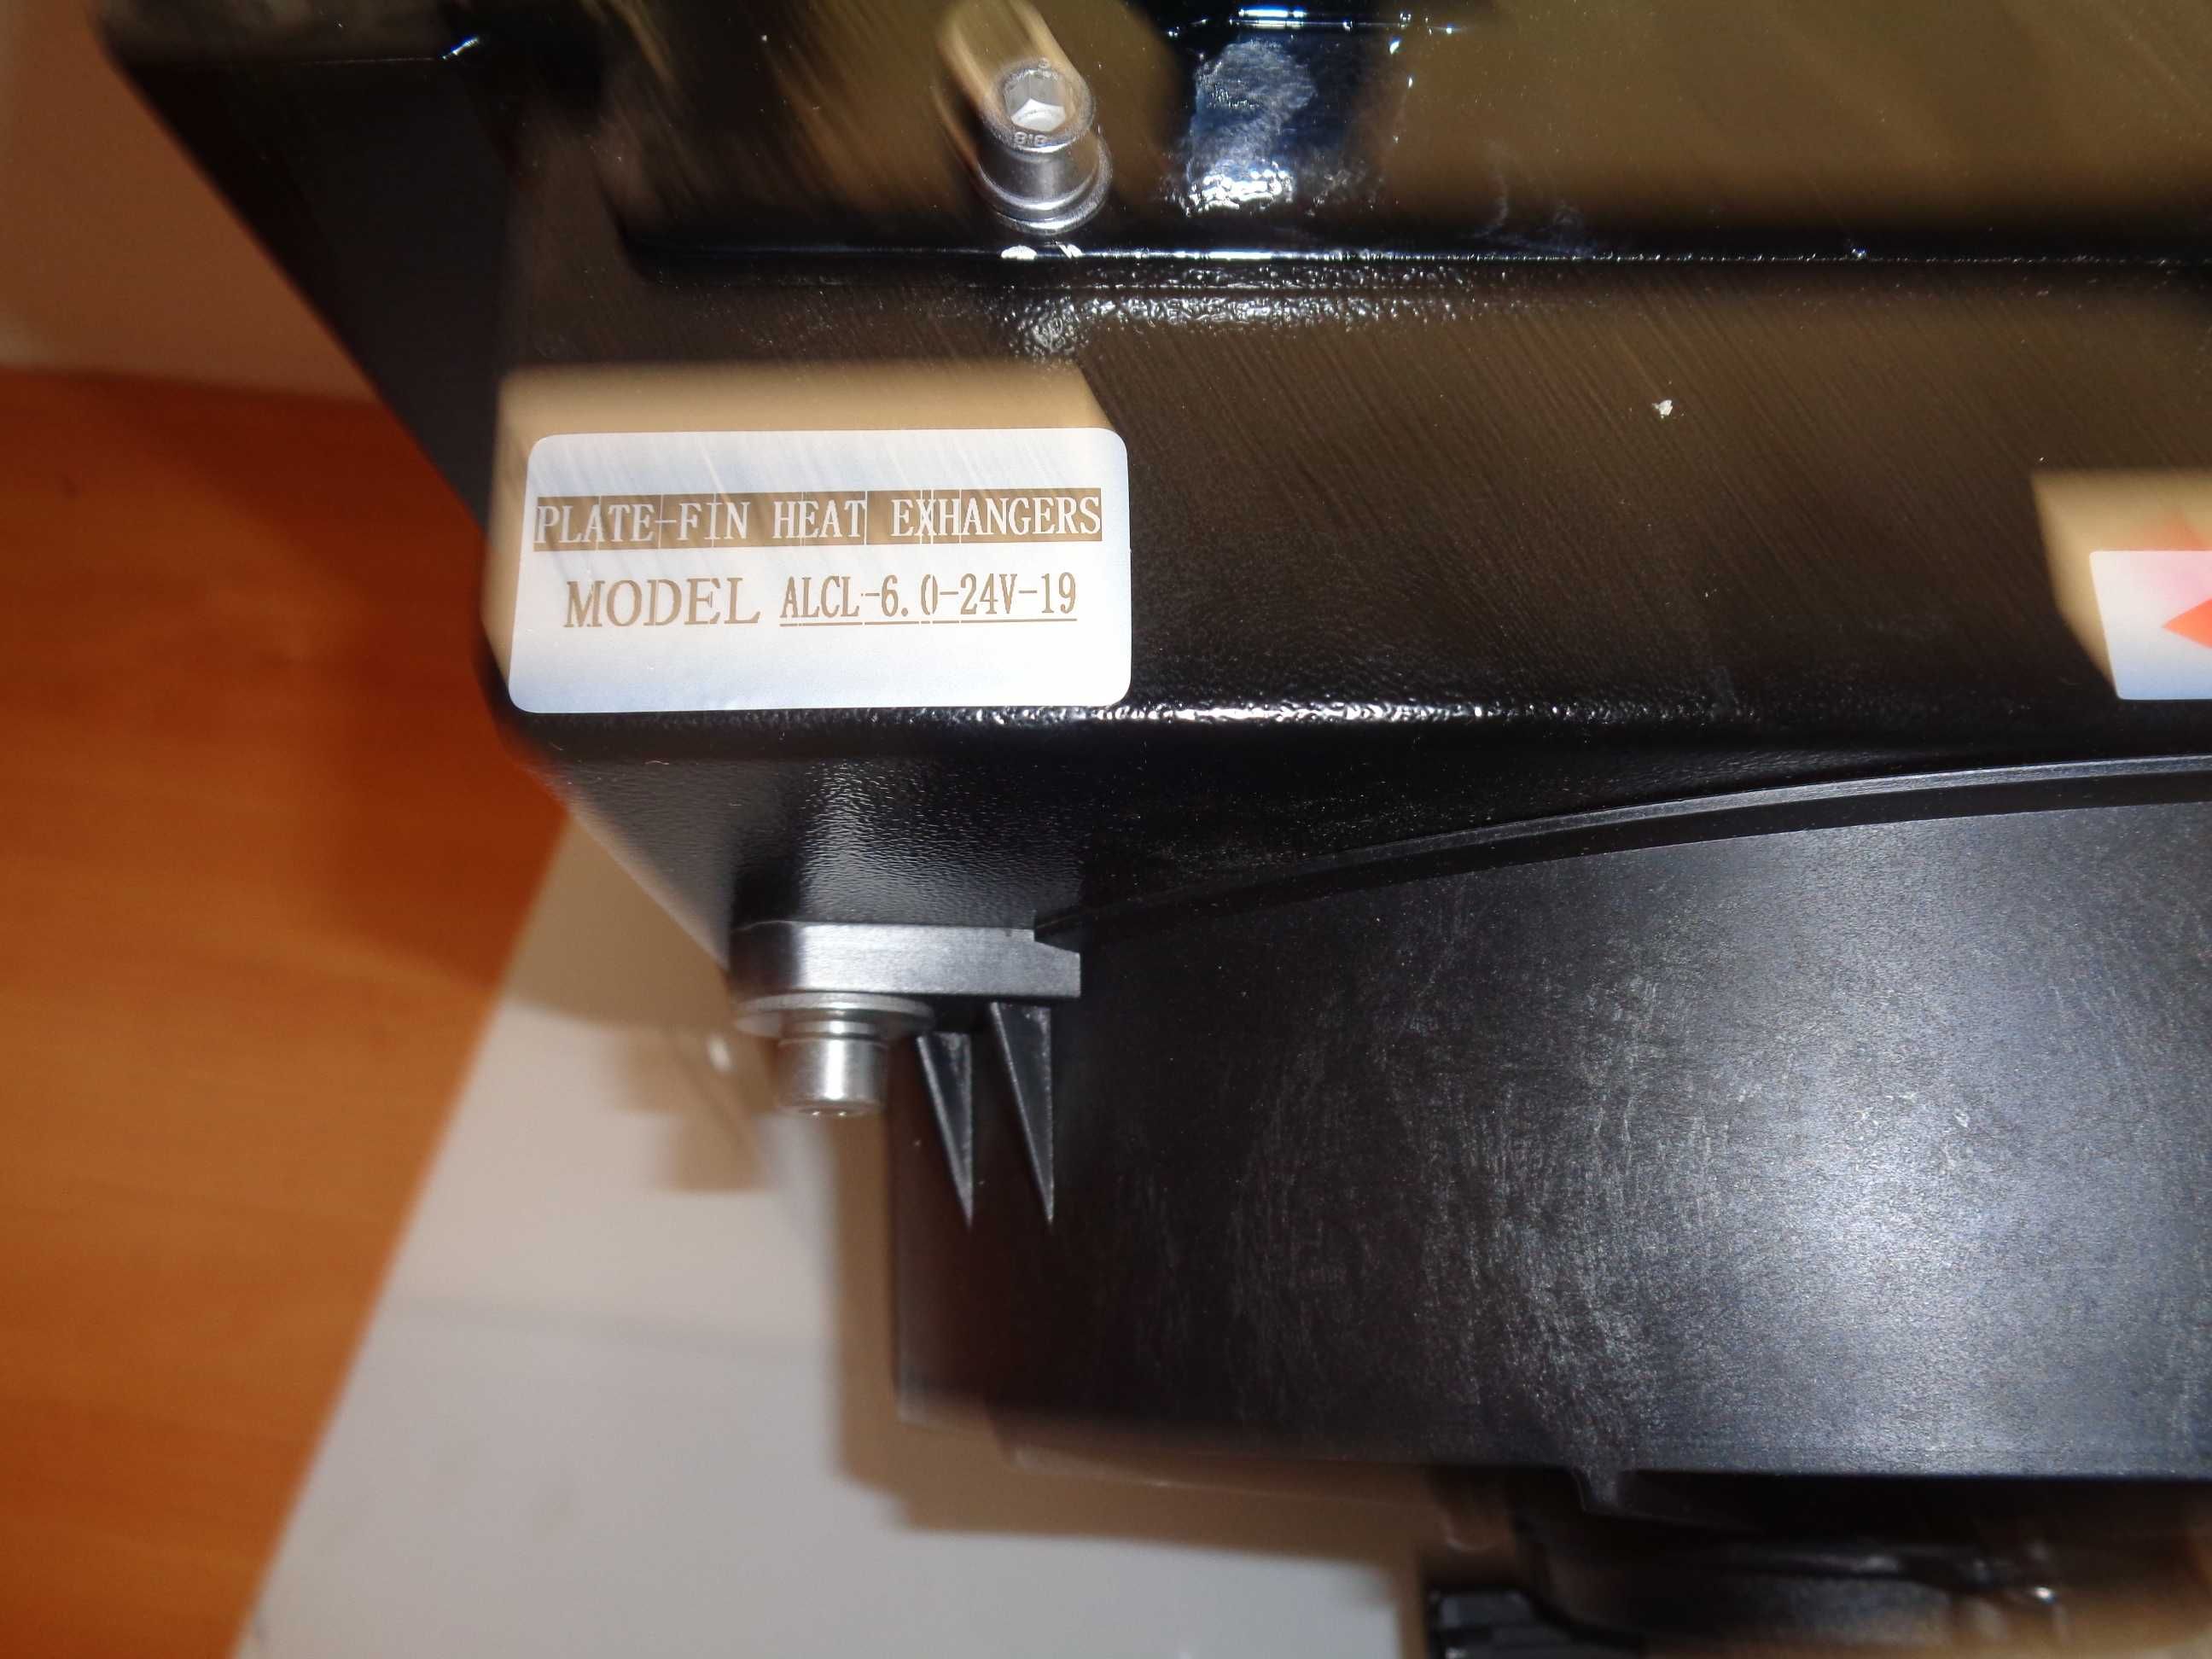 PLATE-FIN HEAT EXHANGERS
MODEL ALCL-6.0-24V-19